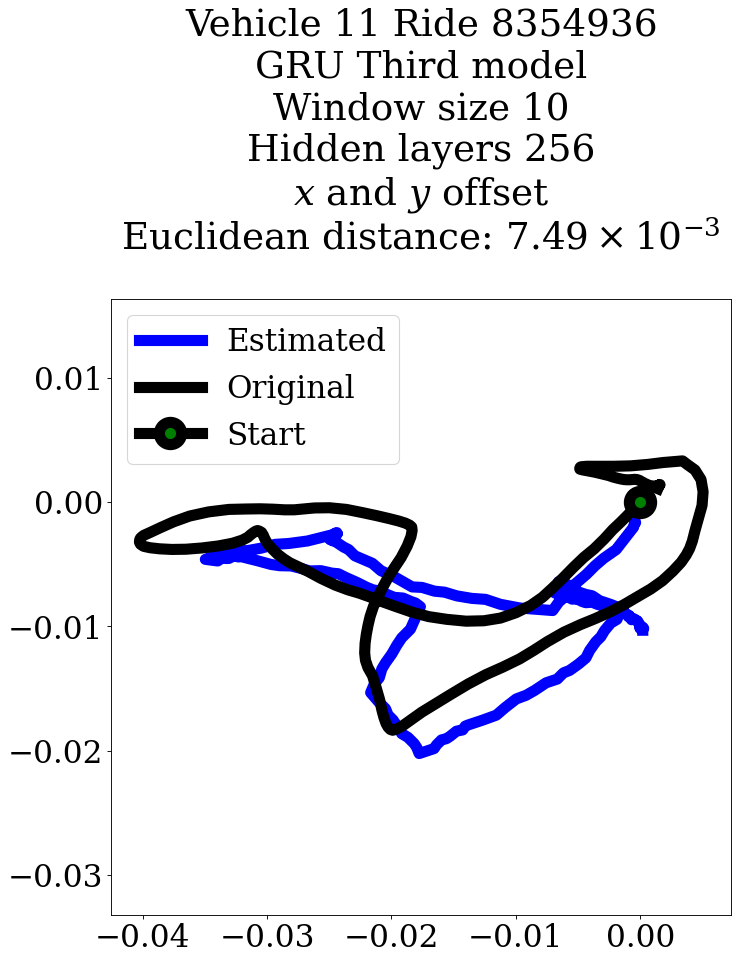 Vehicle 11 Ride 8354936
GRU Third model
Window size 10
Hidden layers 256
x and y offset
Euclidean distance: 7.49 × 10⁻³
Estimated
Original
Start
0.01
0.00
−0.01
−0.02
−0.03
−0.04 −0.03 −0.02 −0.01 0.00